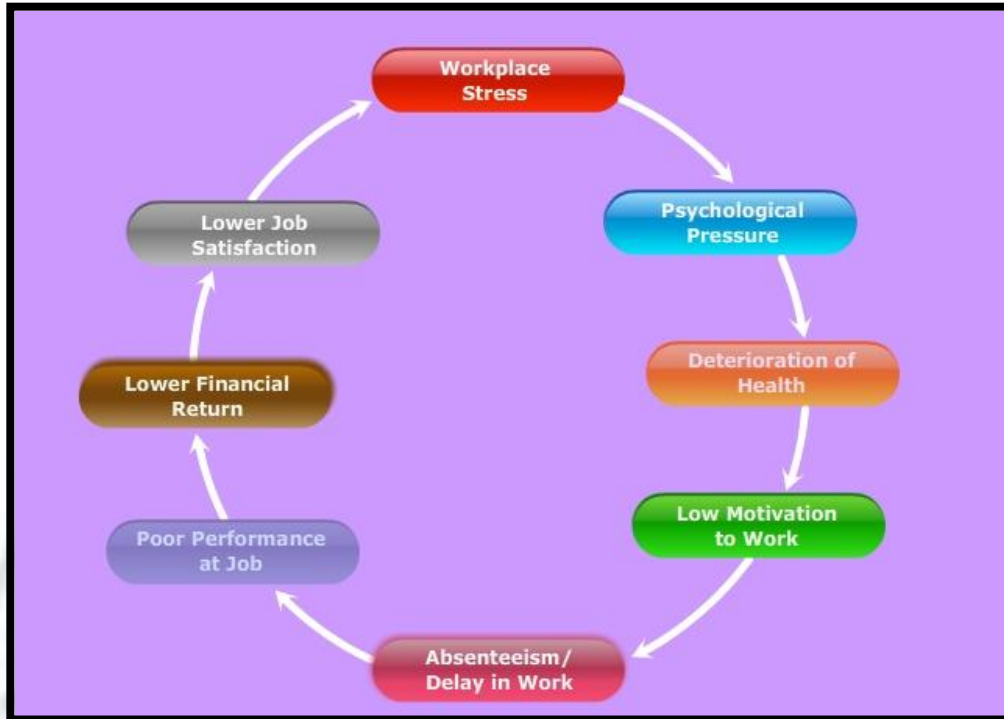 Workplace
Stress
Psychological
Pressure
Deterioration of
Health
Low Motivation
to Work
Absenteeism/
Delay in Work
Poor Performance
at Job
Lower Financial
Return
Lower Job
Satisfaction